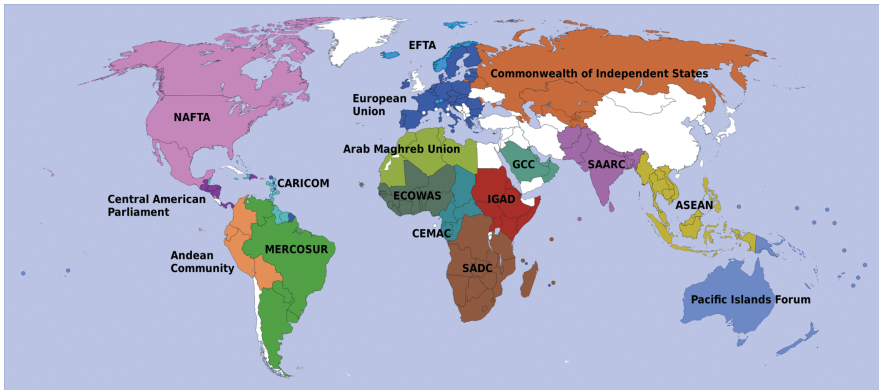 EFTA
Commonwealth of Independent States
European
Union
NAFTA
Arab Maghreb Union
GCC
SAARC
CARICOM
ECOWAS
IGAD
ASEAN
Central American
Parliament
CEMAC
MERCOSUR
Andean
Community
SADC
Pacific Islands Forum